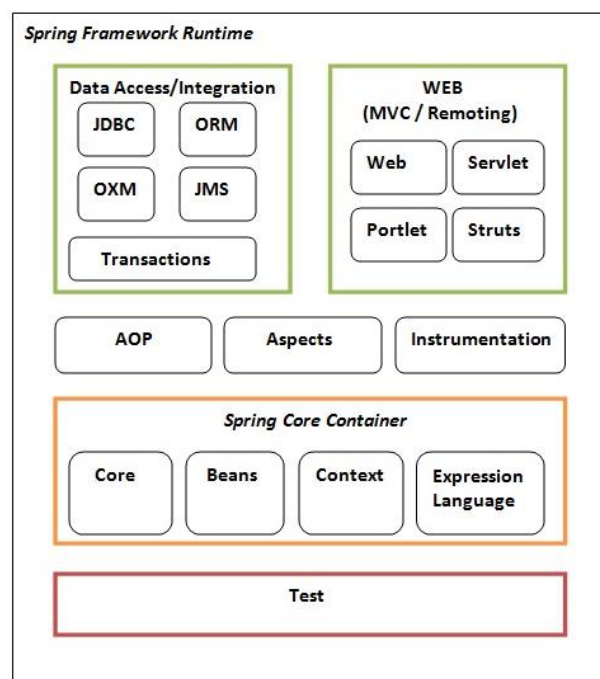 Spring Framework Runtime
Data Access/Integration
JDBC
ORM
OXM
JMS
Transactions
WEB
(MVC / Remoting)
Web
Servlet
Portlet
Struts
AOP
Aspects
Instrumentation
Spring Core Container
Core
Beans
Context
Expression
Language
Test